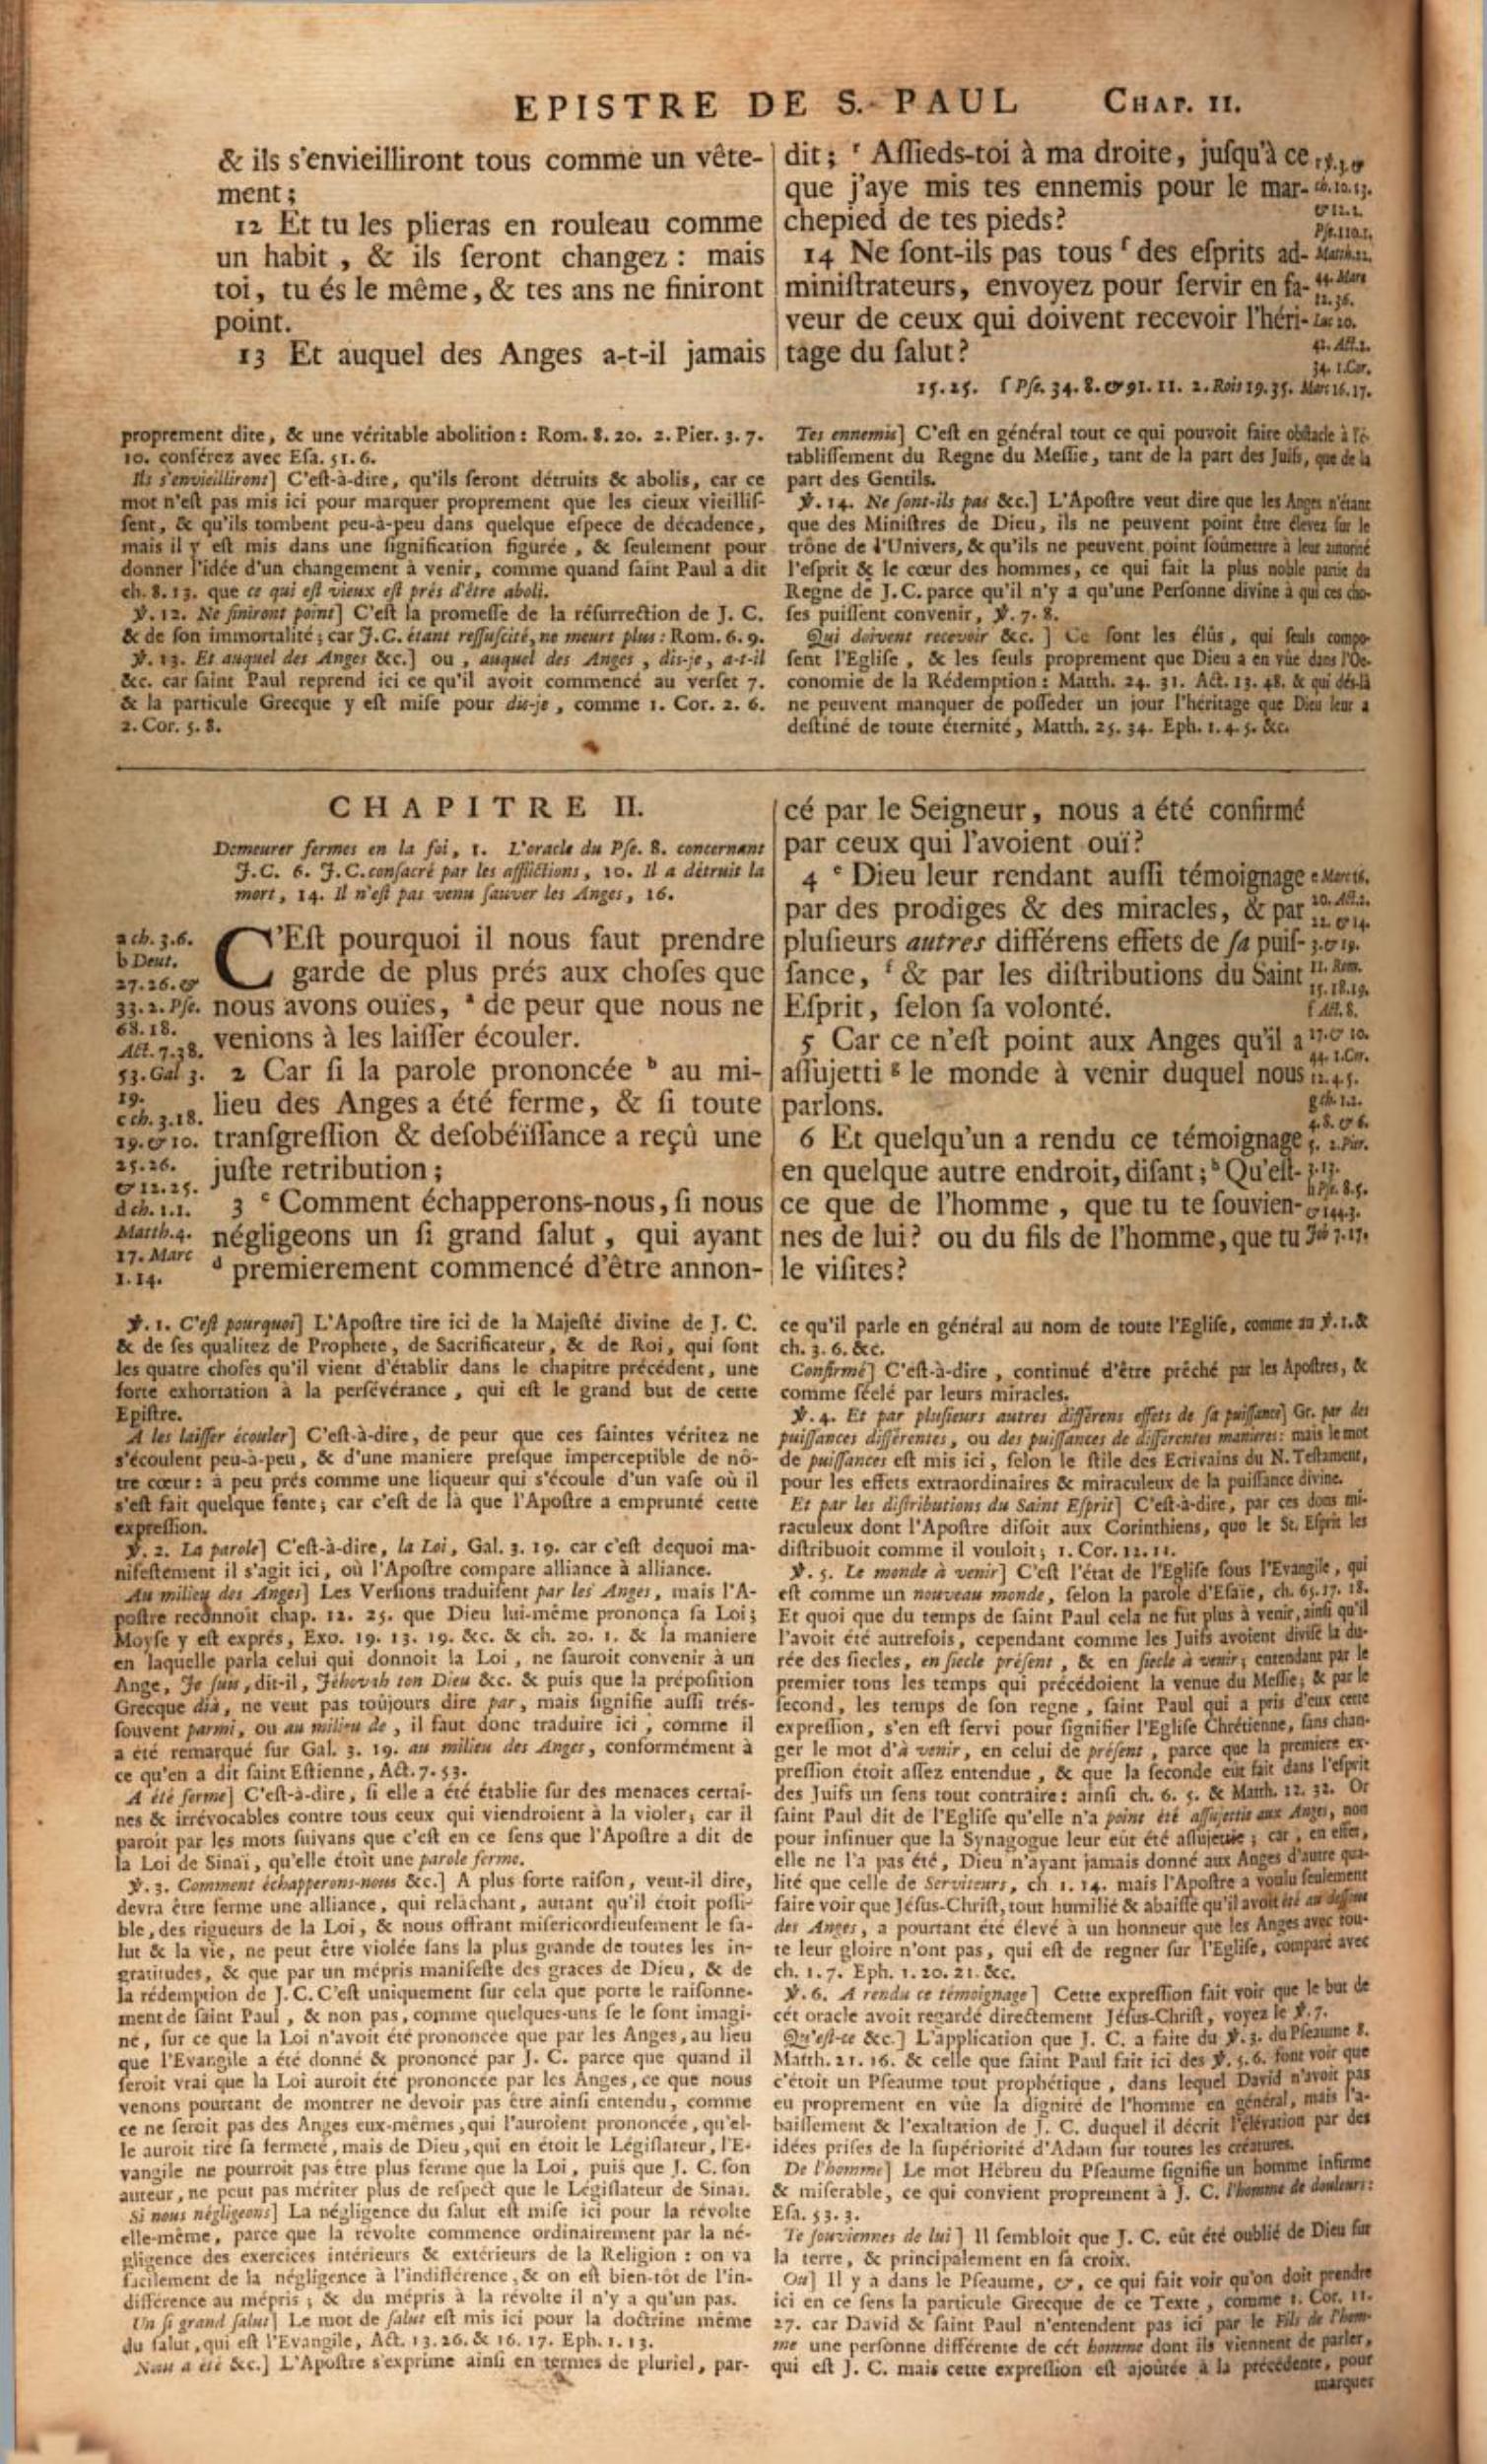 EPISTRE DE S. PAUL CHAP. II.
& ils s'envieilliront tous comme un vête-
ment ;
12 Et tu les plieras en rouleau comme
un habit , & ils ſeront changez : mais
toi , tu és le même , & tes ans ne finiront
point.
13 Et auquel des Anges a-t-il jamais
dit ; ʳ Aſſieds-toi à ma droite , juſqu'à ce
que j'aye mis tes ennemis pour le mar-
chepied de tes pieds?
14 Ne ſont-ils pas tous ſ des eſprits ad-
miniſtrateurs , envoyez pour ſervir en fa-
veur de ceux qui doivent recevoir l'héri-
tage du ſalut?
ch. 10. 13.
& 12. 2.
Pſe. 110. 1.
Matth. 22.
44. Marc
12. 36.
Luc 20.
42. Act. 2.
34. 1. Cor.
15. 25. ſ Pſe. 34. 8. & 91. 11. 2. Rois 19. 35. Marc 16. 17.
proprement dite , & une véritable abolition : Rom. 8. 20. 2. Pier. 3. 7.
10. conférez avec Eſa. 51. 6.
Ils s'envieilliront] C'eſt-à-dire , qu'ils ſeront détruits & abolis, car ce
mot n'eſt pas mis ici pour marquer proprement que les cieux vieilliſ-
ſent , & qu'ils tombent peu-à-peu dans quelque eſpece de décadence ,
mais il y eſt mis dans une ſignification figurée , & ſeulement pour
donner l'idée d'un changement à venir, comme quand ſaint Paul a dit
ch. 8. 13. que ce qui eſt vieux eſt prés d'être aboli.
℣. 12. Ne finiront point] C'eſt la promeſſe de la réſurrection de J. C.
& de ſon immortalité ; car J. C. étant reſſuſcité, ne meurt plus : Rom. 6. 9.
℣. 13. Et auquel des Anges &c.] ou , auquel des Anges , dis-je , a-t-il
&c. car ſaint Paul reprend ici ce qu'il avoit commencé au verſet 7.
& la particule Grecque y eſt miſe pour dis-je , comme 1. Cor. 2. 6.
2. Cor. 5. 8.
Tes ennemis] C'eſt en général tout ce qui pouvoit faire obſtacle à l'é-
tabliſſement du Regne du Meſſie, tant de la part des Juifs, que de la
part des Gentils.
℣. 14. Ne ſont-ils pas &c.] L'Apoſtre veut dire que les Anges n'étant
que des Miniſtres de Dieu, ils ne peuvent point être élevez ſur le
trône de l'Univers, & qu'ils ne peuvent point ſoûmettre à leur autorité
l'eſprit & le cœur des hommes, ce qui fait la plus noble partie du
Regne de J. C. parce qu'il n'y a qu'une Perſonne divine à qui ces cho-
ſes puiſſent convenir , ℣. 7. 8.
Qui doivent recevoir &c. ] Ce ſont les élûs , qui ſeuls compo-
ſent l'Egliſe , & les ſeuls proprement que Dieu a en vûe dans l'Oe-
conomie de la Rédemption : Matth. 24. 31. Act. 13. 48. & qui dés-là
ne peuvent manquer de poſſéder un jour l'héritage que Dieu leur a
deſtiné de toute éternité , Matth. 25. 34. Eph. 1. 4. 5. &c.
CHAPITRE II.
Demeurer fermes en la foi, 1. L'oracle du Pſe. 8. concernant
J. C. 6. J. C. conſacré par les afflictions , 10. Il a détruit la
mort , 14. Il n'eſt pas venu ſauver les Anges , 16.
C'Eſt pourquoi il nous faut prendre
garde de plus prés aux choſes que
nous avons ouïes , ᵃ de peur que nous ne
venions à les laiſſer écouler.
2 Car ſi la parole prononcée ᵇ au mi-
lieu des Anges a été ferme , & ſi toute
tranſgreſſion & deſobéïſſance a reçû une
juſte retribution ;
3 ᶜ Comment échapperons-nous , ſi nous
négligeons un ſi grand ſalut , qui ayant
ᵈ premierement commencé d'être annon-
a ch. 3. 6.
b Deut.
27. 26. &
33. 2. Pſe.
68. 18.
Act. 7. 38.
53. Gal 3.
19.
c ch. 3. 18.
19. & 10.
25. 26.
& 12. 25.
d ch. 1. 1.
Matth. 4.
17. Marc
1. 14.
cé par le Seigneur , nous a été confirmé
par ceux qui l'avoient ouï?
4 ᵉ Dieu leur rendant auſſi témoignage
par des prodiges & des miracles , & par
pluſieurs autres différens effets de ſa puiſ-
ſance , ᶠ & par les diſtributions du Saint
Eſprit , ſelon ſa volonté.
5 Car ce n'eſt point aux Anges qu'il a
aſſujetti ᵍ le monde à venir duquel nous
parlons.
6 Et quelqu'un a rendu ce témoignage
en quelque autre endroit, diſant ; ʰ Qu'eſt-
ce que de l'homme , que tu te ſouvien-
nes de lui? ou du fils de l'homme, que tu
le viſites?
e Marc 16.
20. Act. 2.
22. & 14.
3. & 19.
11. Rom.
15. 18. 19.
f Act. 8.
17. & 10.
44. 1. Cor.
12. 4. 5.
g ch. 1. 2.
4. 8. & 6.
5. 2. Pier.
3. 13.
h Pſe. 8. 5.
& 144. 3.
Job 7. 17.
℣. 1. C'eſt pourquoi] L'Apoſtre tire ici de la Majeſté divine de J. C.
& de ſes qualitez de Prophete, de Sacrificateur, & de Roi, qui ſont
les quatre choſes qu'il vient d'établir dans le chapitre précédent, une
forte exhortation à la perſévérance , qui eſt le grand but de cette
Epiſtre.
A les laiſſer écouler] C'eſt-à-dire, de peur que ces ſaintes véritez ne
s'écoulent peu-à-peu, & d'une maniere preſque imperceptible de nô-
tre cœur : à peu prés comme une liqueur qui s'écoule d'un vaſe où il
s'eſt fait quelque fente ; car c'eſt de là que l'Apoſtre a emprunté cette
expreſſion.
℣. 2. La parole] C'eſt-à-dire, la Loi, Gal. 3. 19. car c'eſt dequoi ma-
nifeſtement il s'agit ici , où l'Apoſtre compare alliance à alliance.
Au milieu des Anges] Les Verſions traduiſent par les Anges, mais l'A-
poſtre reconnoît chap. 12. 25. que Dieu lui-même prononça ſa Loi ;
Moyſe y eſt exprés, Exo. 19. 13. 19. &c. & ch. 20. 1. & la maniere
en laquelle parla celui qui donnoit la Loi , ne ſauroit convenir à un
Ange, Je ſuis , dit-il, Jéhovah ton Dieu &c. & puis que la prépoſition
Grecque dia, ne veut pas toûjours dire par, mais ſignifie auſſi trés-
ſouvent parmi, ou au milieu de , il faut donc traduire ici , comme il
a été remarqué ſur Gal. 3. 19. au milieu des Anges, conformément à
ce qu'en a dit ſaint Eſtienne, Act. 7. 53.
A été ferme] C'eſt-à-dire, ſi elle a été établie ſur des menaces certai-
nes & irrévocables contre tous ceux qui viendroient à la violer ; car il
paroît par les mots ſuivans que c'eſt en ce ſens que l'Apoſtre a dit de
la Loi de Sinaï, qu'elle étoit une parole ferme.
℣. 3. Comment échapperons-nous &c.] A plus forte raiſon, veut-il dire,
devra être ferme une alliance, qui relâchant, autant qu'il étoit poſſi-
ble, des rigueurs de la Loi, & nous offrant miſericordieuſement le ſa-
lut & la vie, ne peut être violée ſans la plus grande de toutes les in-
gratitudes, & que par un mépris manifeſte des graces de Dieu, & de
la rédemption de J. C. C'eſt uniquement ſur cela que porte le raiſonne-
ment de ſaint Paul , & non pas , comme quelques-uns ſe le ſont imagi-
né, ſur ce que la Loi n'avoit été prononcée que par les Anges, au lieu
que l'Evangile a été donné & prononcé par J. C. parce que quand il
ſeroit vrai que la Loi auroit été prononcée par les Anges, ce que nous
venons pourtant de montrer ne devoir pas être ainſi entendu, comme
ce ne ſeroit pas des Anges eux-mêmes , qui l'auroient prononcée , qu'el-
le auroit tiré ſa fermeté, mais de Dieu, qui en étoit le Légiſlateur, l'E-
vangile ne pourroit pas être plus ferme que la Loi , puis que J. C. ſon
auteur, ne peut pas mériter plus de reſpect que le Légiſlateur de Sinaï.
Si nous négligeons] La négligence du ſalut eſt miſe ici pour la révolte
elle-même, parce que la révolte commence ordinairement par la né-
gligence des exercices intérieurs & extérieurs de la Religion : on va
facilement de la négligence à l'indifférence, & on eſt bien-tôt de l'in-
différence au mépris ; & du mépris à la révolte il n'y a qu'un pas.
Un ſi grand ſalut] Le mot de ſalut eſt mis ici pour la doctrine même
du ſalut, qui eſt l'Evangile, Act. 13. 26. & 16. 17. Eph. 1. 13.
Nous a été &c.] L'Apoſtre s'exprime ainſi en termes de pluriel, par-
ce qu'il parle en général au nom de toute l'Egliſe, comme au ℣. 1. &
ch. 3. 6. &c.
Confirmé] C'eſt-à-dire , continué d'être prêché par les Apoſtres, &
comme ſéelé par leurs miracles.
℣. 4. Et par pluſieurs autres différens effets de ſa puiſſance] Gr. par des
puiſſances différentes, ou des puiſſances de differentes manieres : mais le mot
de puiſſances eſt mis ici , ſelon le ſtile des Ecrivains du N. Teſtament,
pour les effets extraordinaires & miraculeux de la puiſſance divine.
Et par les diſtributions du Saint Eſprit] C'eſt-à-dire, par ces dons mi-
raculeux dont l'Apoſtre diſoit aux Corinthiens, que le St. Eſprit les
diſtribuoit comme il vouloit ; 1. Cor. 12. 11.
℣. 5. Le monde à venir] C'eſt l'état de l'Egliſe ſous l'Evangile, qui
eſt comme un nouveau monde, ſelon la parole d'Eſaïe, ch. 65. 17. 18.
Et quoi que du temps de ſaint Paul cela ne fût plus à venir, ainſi qu'il
l'avoit été autrefois, cependant comme les Juifs avoient diviſé la du-
rée des ſiecles, en ſiecle préſent , & en ſiecle à venir ; entendant par le
premier tous les temps qui précédoient la venue du Meſſie ; & par le
ſecond, les temps de ſon regne , ſaint Paul qui a pris d'eux cette
expreſſion, s'en eſt ſervi pour ſignifier l'Egliſe Chrétienne, ſans chan-
ger le mot d'à venir, en celui de préſent , parce que la premiere ex-
preſſion étoit aſſez entendue , & que la ſeconde eût fait dans l'eſprit
des Juifs un ſens tout contraire : ainſi ch. 6. 5. & Matth. 12. 32. Or
ſaint Paul dit de l'Egliſe qu'elle n'a point été aſſujettie aux Anges, non
pour inſinuer que la Synagogue leur eût été aſſujettie ; car , en effet,
elle ne l'a pas été, Dieu n'ayant jamais donné aux Anges d'autre qua-
lité que celle de Serviteurs, ch 1. 14. mais l'Apoſtre a voulu ſeulement
faire voir que Jéſus-Chriſt, tout humilié & abaiſſé qu'il avoit été au deſſous
des Anges, a pourtant été élevé à un honneur que les Anges avec tou-
te leur gloire n'ont pas, qui eſt de regner ſur l'Egliſe, comparé avec
ch. 1. 7. Eph. 1. 20. 21. &c.
℣. 6. A rendu ce témoignage] Cette expreſſion fait voir que le but de
cét oracle avoit regardé directement Jéſus-Chriſt, voyez le ℣. 7.
Qu'eſt-ce &c.] L'application que J. C. a faite du ℣. 3. du Pſeaume 8.
Matth. 21. 16. & celle que ſaint Paul fait ici des ℣. 5. 6. font voir que
c'étoit un Pſeaume tout prophétique , dans lequel David n'avoit pas
eu proprement en vûe la dignité de l'homme en général, mais l'a-
baiſſement & l'exaltation de J. C. duquel il décrit l'élévation par des
idées priſes de la ſupériorité d'Adam ſur toutes les créatures.
De l'homme] Le mot Hébreu du Pſeaume ſignifie un homme infirme
& miſerable, ce qui convient proprement à J. C. l'homme de douleurs :
Eſa. 53. 3.
Te ſouviennes de lui] Il ſembloit que J. C. eût été oublié de Dieu ſur
la terre, & principalement en ſa croix.
Ou] Il y a dans le Pſeaume, &, ce qui fait voir qu'on doit prendre
ici en ce ſens la particule Grecque de ce Texte , comme 1. Cor. 11.
27. car David & ſaint Paul n'entendent pas ici par le Fils de l'hom-
me une perſonne différente de cét homme dont ils viennent de parler,
qui eſt J. C. mais cette expreſſion eſt ajoûtée à la précédente, pour
marquer